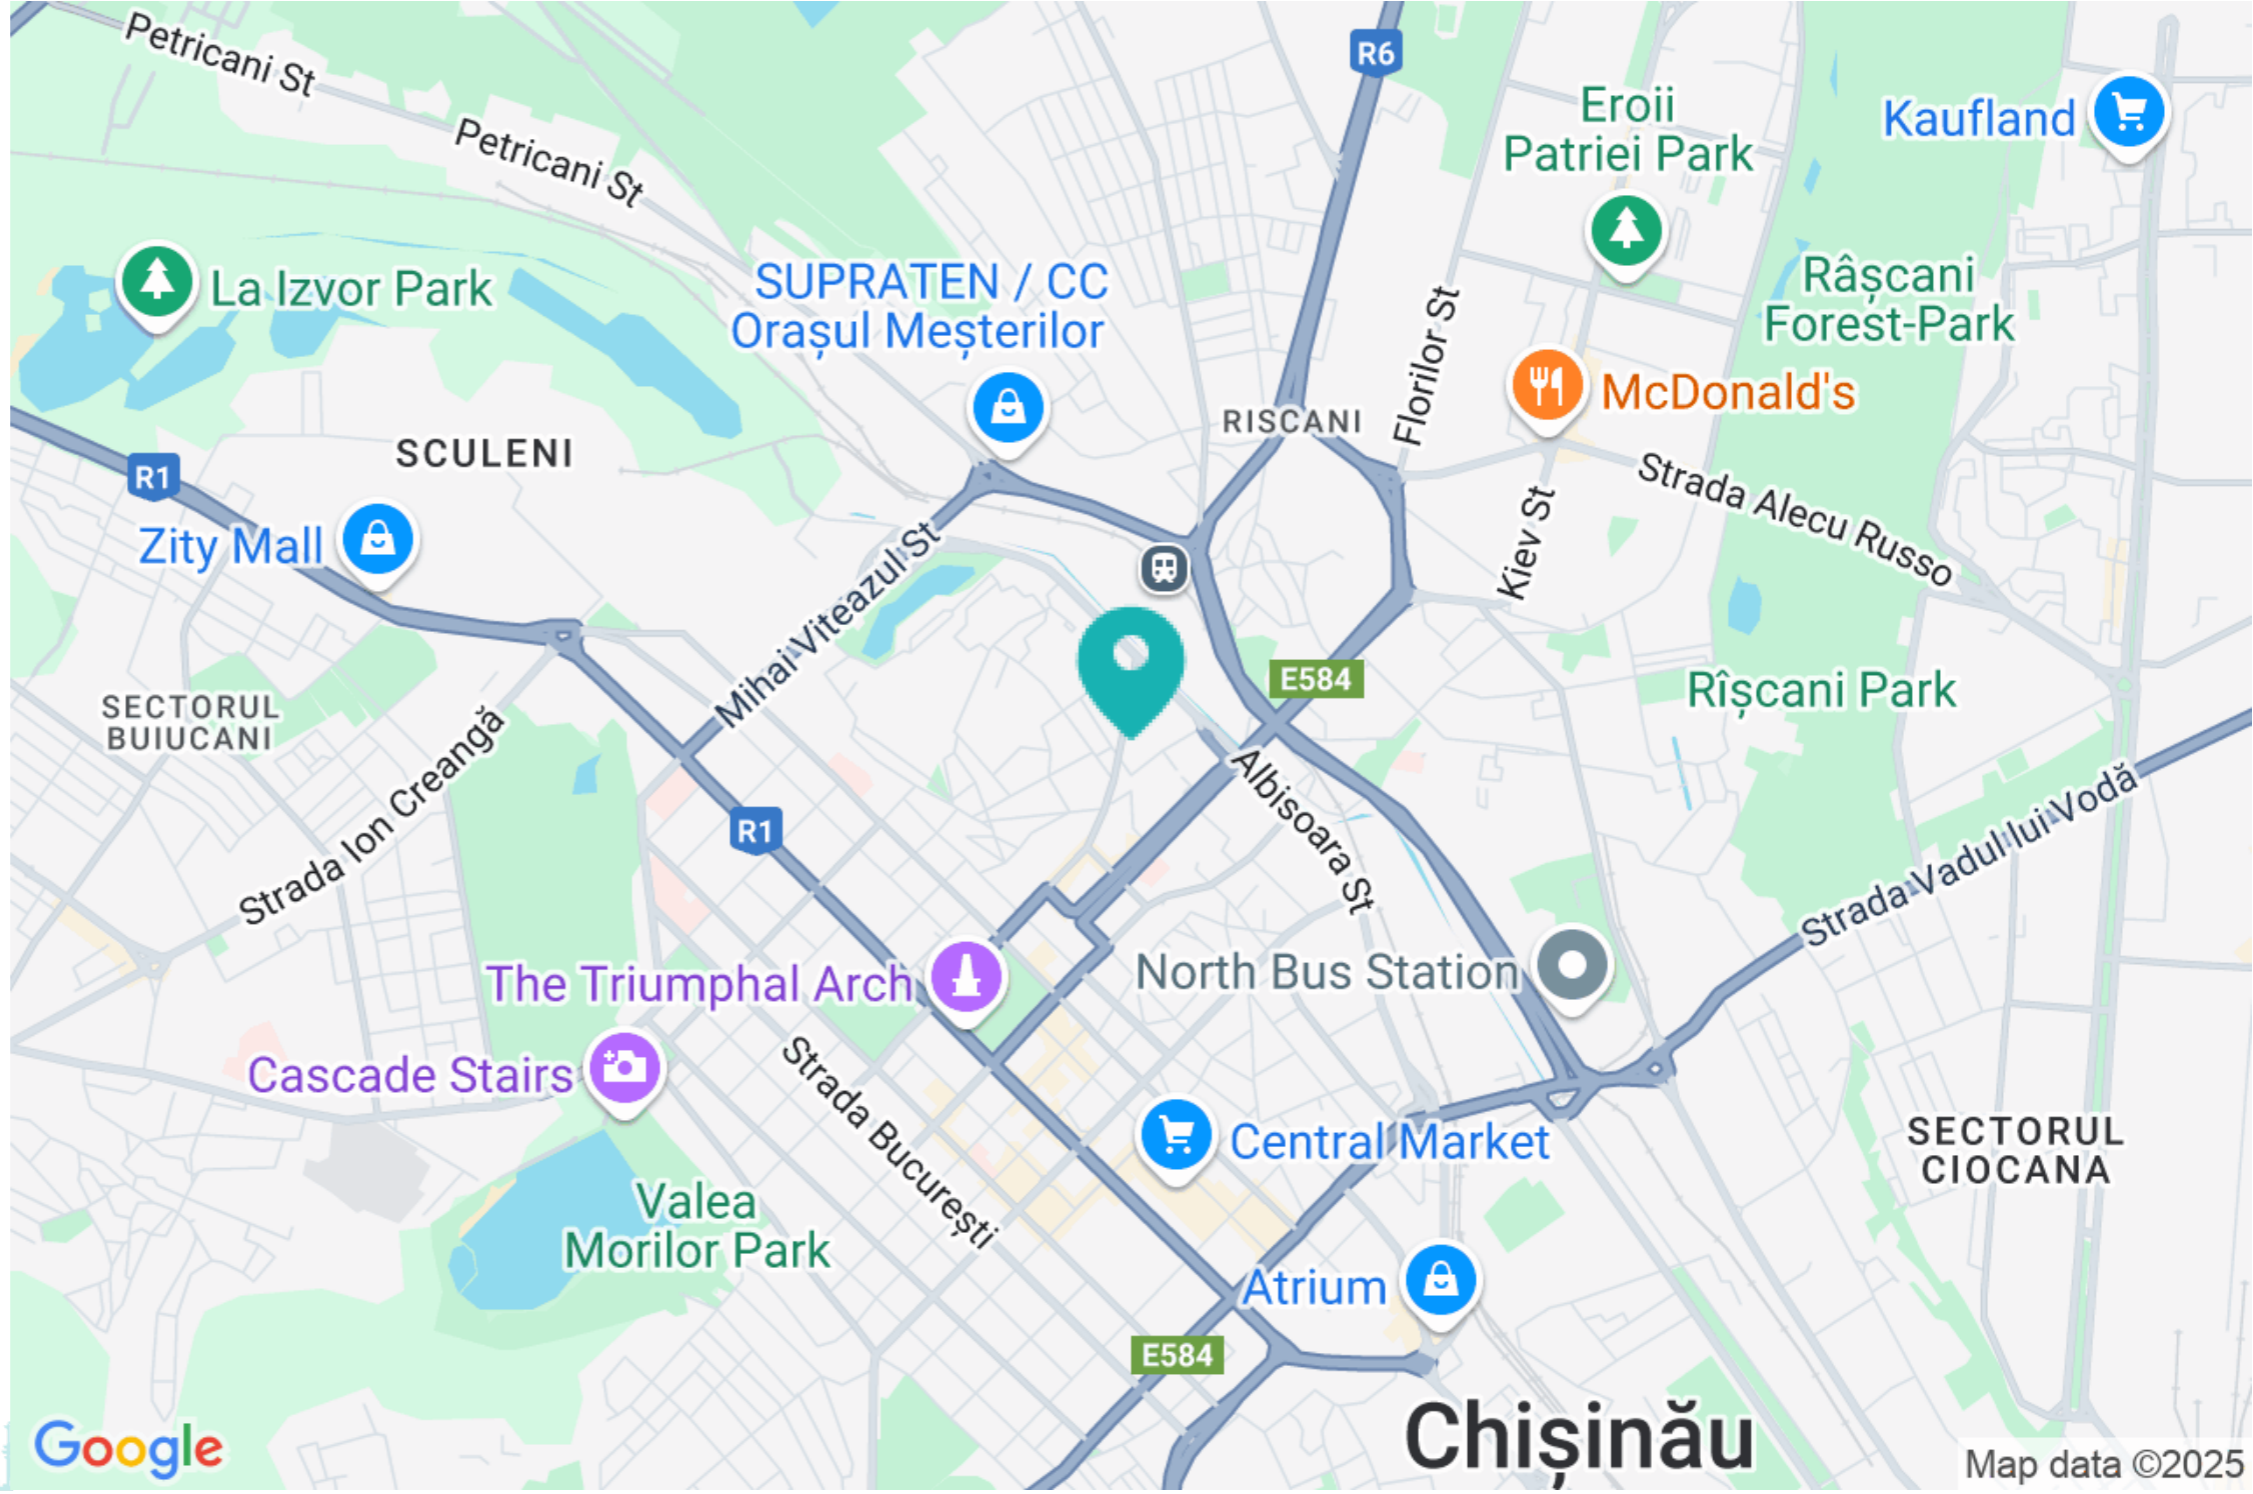 Petricani St
R6
Eroii
Patriei Park
Kaufland
Petricani St
La Izvor Park
SUPRATEN / CC
Orașul Meșterilor
Râșcani
Forest-Park
Florilor St
McDonald's
RISCANI
SCULENI
R1
Strada Alecu Russo
Zity Mall
Kiev St
Mihai Viteazul St
E584
Rîșcani Park
SECTORUL
BUIUCANI
Strada Ion Creangă
R1
Albisoara St
Strada Vadul lui Vodă
The Triumphal Arch
North Bus Station
Cascade Stairs
Strada București
Central Market
SECTORUL
CIOCANA
Valea
Morilor Park
Atrium
E584
Chișinău
Google
Map data ©2025